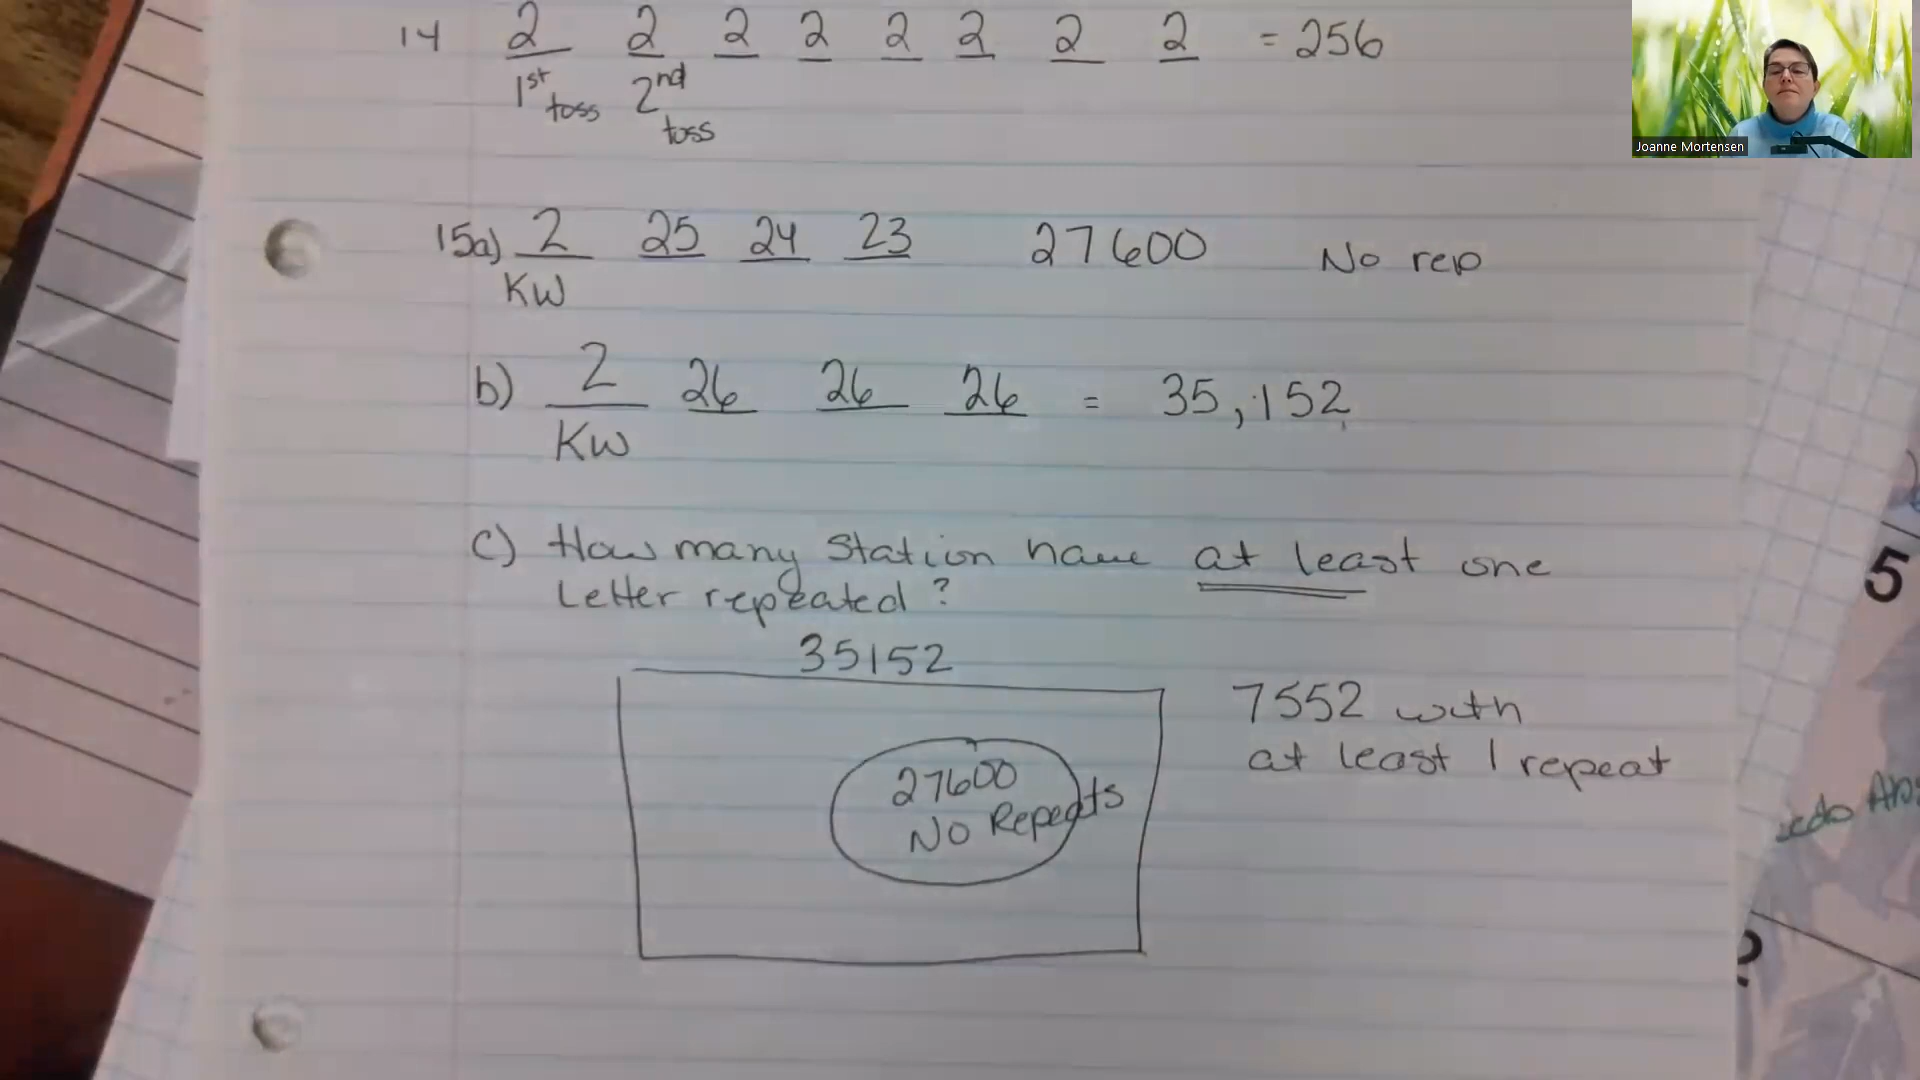 14 2 2 2 2 2 2 2 2 = 256
1st toss 2nd toss
Joanne Mortensen
15a) 2 25 24 23 27600 No rep
KW
b) 2 26 26 26 = 35,152
KW
c) How many Station have at least one
Letter repeated?
35152
7552 with
at least 1 repeat
27600
No Repeats
5
2